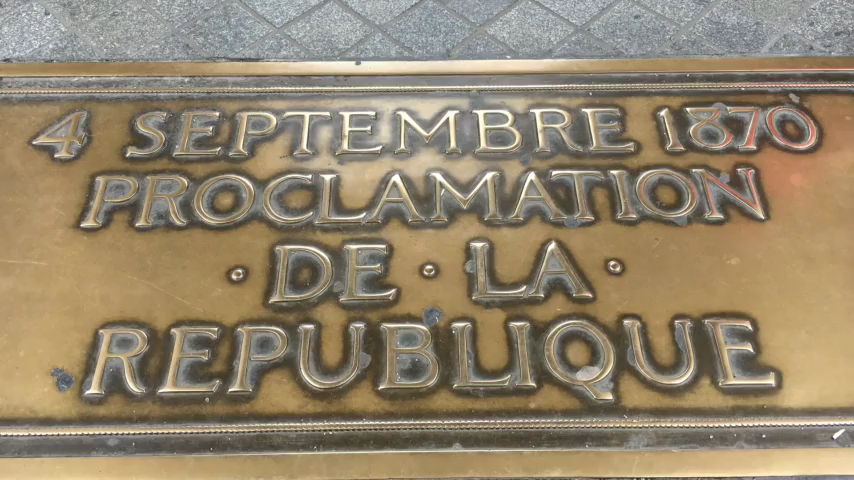 4 SEPTEMBRE 1870
PROCLAMATION
· DE · LA ·
REPUBLIQUE